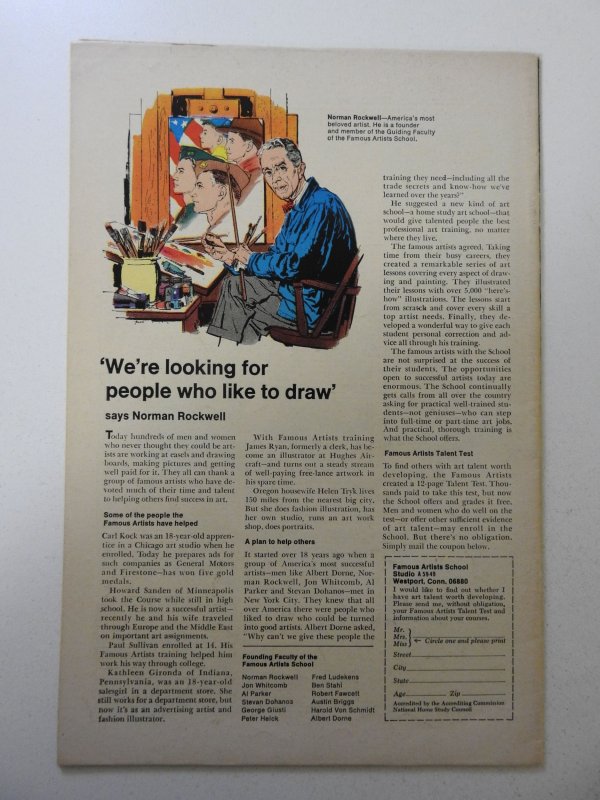 Norman Rockwell—America's most
beloved artist. He is a founder
and member of the Guiding Faculty
of the Famous Artists School.
'We're looking for
people who like to draw'
says Norman Rockwell
Today hundreds of men and women
who never thought they could be art-
ists are working at easels and drawing
boards, making pictures and getting
well paid for it. They all can thank a
group of famous artists who have de-
voted much of their time and talent
to helping others find success in art.
Some of the people the
Famous Artists have helped
Carl Kock was an 18-year-old appren-
tice in a Chicago art studio when he
enrolled. Today he prepares ads for
such companies as General Motors
and Firestone—has won five gold
medals.
Howard Sanden of Minneapolis
took the Course while still in high
school. He is now a successful artist—
recently he and his wife traveled
through Europe and the Middle East
on important art assignments.
Paul Sullivan enrolled at 14. His
Famous Artists training helped him
work his way through college.
Kathleen Gironda of Indiana,
Pennsylvania, was an 18-year-old
salesgirl in a department store. She
still works for a department store, but
now it's as an advertising artist and
fashion illustrator.
With Famous Artists training
James Ryan, formerly a clerk, has be-
come an illustrator at Hughes Air-
craft—and turns out a steady stream
of well-paying free-lance artwork in
his spare time.
Oregon housewife Helen Tryk lives
150 miles from the nearest big city.
But she does fashion illustration, has
her own studio, runs an art work
shop, does portraits.
A plan to help others
It started over 18 years ago when a
group of America's most successful
artists—men like Albert Dorne, Nor-
man Rockwell, Jon Whitcomb, Al
Parker and Stevan Dohanos—met in
New York City. They knew that all
over America there were people who
liked to draw who could be turned
into good artists. Albert Dorne asked,
"Why can't we give these people the
training they need—including all the
trade secrets and know-how we've
learned over the years?"
He suggested a new kind of art
school—a home study art school—that
would give talented people the best
professional art training, no matter
where they live.
The famous artists agreed. Taking
time from their busy careers, they
created a remarkable series of art
lessons covering every aspect of draw-
ing and painting. They illustrated
their lessons with over 5,000 "here's-
how" illustrations. The lessons start
from scratch and cover every skill a
top artist needs. Finally, they de-
veloped a wonderful way to give each
student personal correction and ad-
vice all through his training.
The famous artists with the School
are not surprised at the success of
their students. The opportunities
open to successful artists today are
enormous. The School continually
gets calls from all over the country
asking for practical well-trained stu-
dents—not geniuses—who can step
into full-time or part-time art jobs.
And practical, thorough training is
what the School offers.
Famous Artists Talent Test
To find others with art talent worth
developing, the Famous Artists
created a 12-page Talent Test. Thou-
sands paid to take this test, but now
the School offers and grades it free.
Men and women who do well on the
test—or offer other sufficient evidence
of art talent—may enroll in the
School. But there's no obligation.
Simply mail the coupon below.
Founding Faculty of the
Famous Artists School
Norman Rockwell
Jon Whitcomb
Al Parker
Stevan Dohanos
George Giusti
Peter Helck
Fred Ludekens
Ben Stahl
Robert Fawcett
Austin Briggs
Harold Von Schmidt
Albert Dorne
Famous Artists School
Studio
Westport, Conn. 06880
I would like to find out whether I
have art talent worth developing.
Please send me, without obligation,
your Famous Artists Talent Test and
information about your courses.
Mr.
Mrs. Circle one and please print
Miss
Street
City
State
Age Zip
Accredited by the Accrediting Commission
National Home Study Council